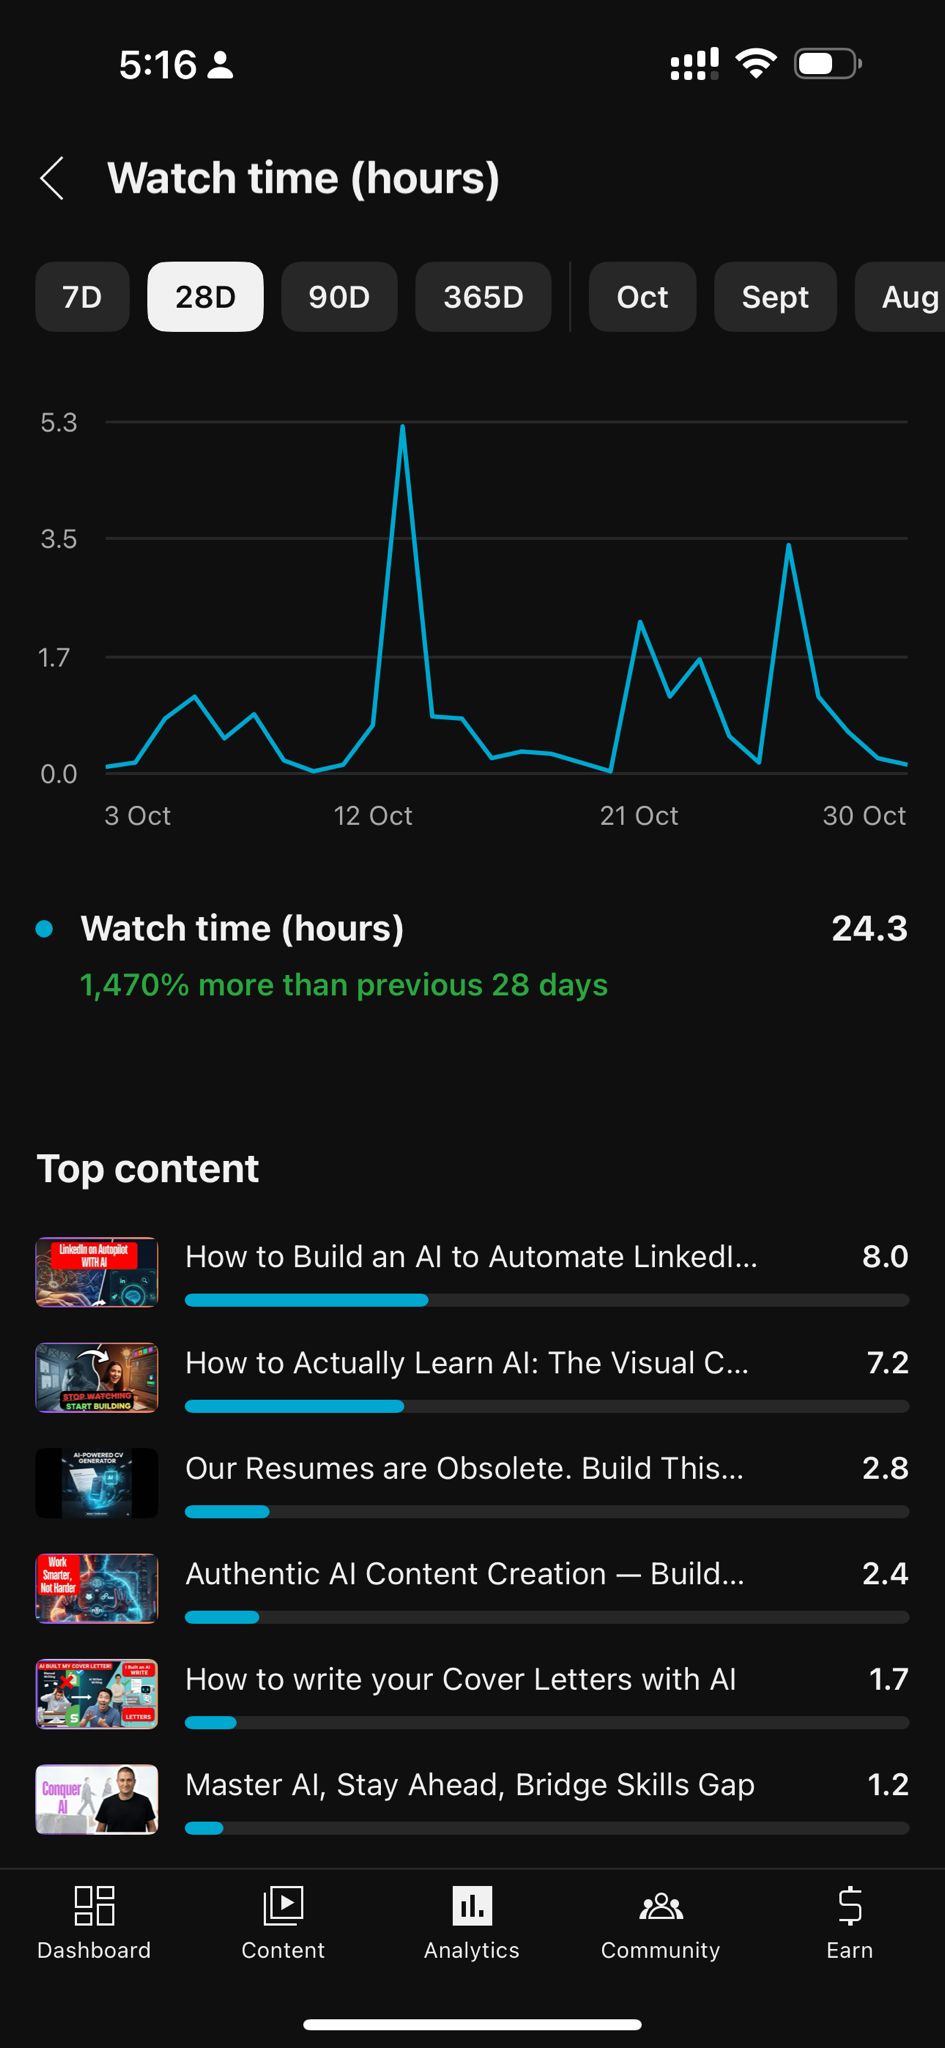 5:16
Watch time (hours)
7D 28D 90D 365D Oct Sept Aug
5.3
3.5
1.7
0.0
3 Oct 12 Oct 21 Oct 30 Oct
Watch time (hours) 24.3
1,470% more than previous 28 days
Top content
LinkedIn on Autopilot
WITH AI
How to Build an AI to Automate LinkedI... 8.0
STOP WATCHING
START BUILDING
How to Actually Learn AI: The Visual C... 7.2
AI-POWERED CV
GENERATOR
Our Resumes are Obsolete. Build This... 2.8
Work
Smarter,
Not Harder
Authentic AI Content Creation — Build... 2.4
AI BUILT MY COVER LETTER!
I Built an AI
WRITE
LETTERS
How to write your Cover Letters with AI 1.7
Conquer
AI
Master AI, Stay Ahead, Bridge Skills Gap 1.2
Dashboard Content Analytics Community Earn